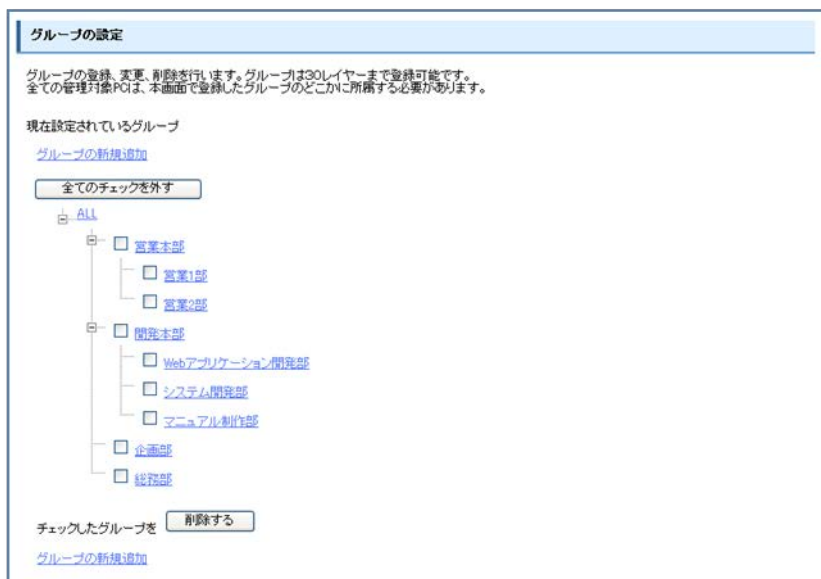 グループの設定
グループの登録、変更、削除を行います。グループは30レイヤーまで登録可能です。
全ての管理対象PCは、本画面で登録したグループのどこかに所属する必要があります。
現在設定されているグループ
グループの新規追加
全てのチェックを外す
ALL
営業本部
営業1部
営業2部
開発本部
Webアプリケーション開発部
システム開発部
マニュアル制作部
企画部
総務部
チェックしたグループを 削除する
グループの新規追加